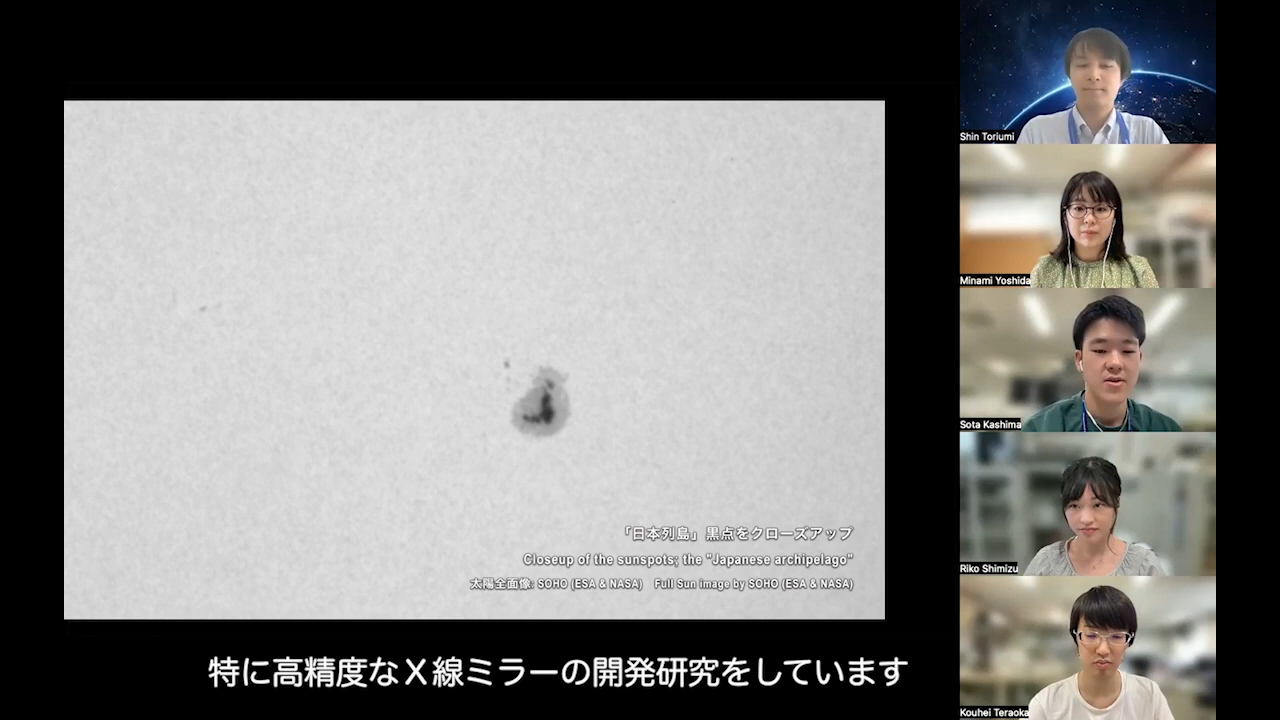 「日本列島」黒点をクローズアップ
Closeup of the sunspots; the "Japanese archipelago"
太陽全面像: SOHO (ESA & NASA) Full Sun image by SOHO (ESA & NASA)
特に高精度なX線ミラーの開発研究をしています
Shin Toriumi
Minami Yoshida
Sota Kashima
Riko Shimizu
Kouhei Teraoka